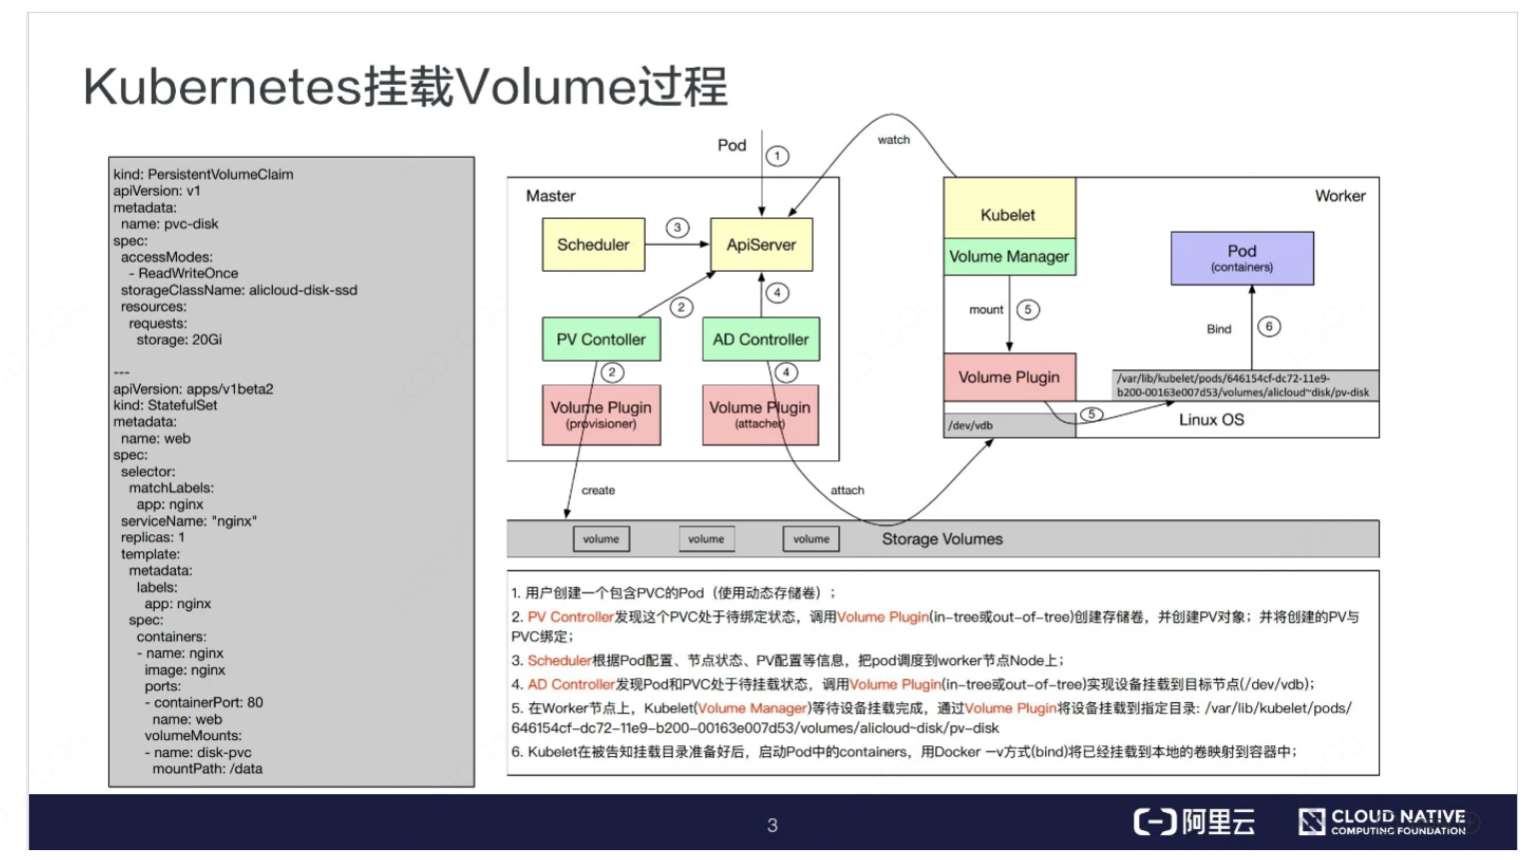 Kubernetes挂载Volume过程
kind: PersistentVolumeClaim
apiVersion: v1
metadata:
name: pvc-disk
spec:
accessModes:
- ReadWriteOnce
storageClassName: alicloud-disk-ssd
resources:
requests:
storage: 20Gi
---
apiVersion: apps/v1beta2
kind: StatefulSet
metadata:
name: web
spec:
selector:
matchLabels:
app: nginx
serviceName: "nginx"
replicas: 1
template:
metadata:
labels:
app: nginx
spec:
containers:
- name: nginx
image: nginx
ports:
- containerPort: 80
name: web
volumeMounts:
- name: disk-pvc
mountPath: /data
Pod
1
watch
Master
Scheduler
3
ApiServer
2
4
PV Contoller
AD Controller
2
4
Volume Plugin
(provisioner)
Volume Plugin
(attacher)
create
attach
Kubelet
Volume Manager
Worker
Pod
(containers)
mount
5
Bind
6
Volume Plugin
/var/lib/kubelet/pods/646154cf-dc72-11e9-
b200-00163e007d53/volumes/alicloud~disk/pv-disk
5
/dev/vdb
Linux OS
volume
volume
volume
Storage Volumes
1. 用户创建一个包含PVC的Pod（使用动态存储卷）;
2. PV Controller发现这个PVC处于待绑定状态，调用Volume Plugin(in-tree或out-of-tree)创建存储卷，并创建PV对象；并将创建的PV与
PVC绑定；
3. Scheduler根据Pod配置、节点状态、PV配置等信息，把pod调度到worker节点Node上；
4. AD Controller发现Pod和PVC处于待挂载状态，调用Volume Plugin(in-tree或out-of-tree)实现设备挂载到目标节点(/dev/vdb);
5. 在Worker节点上，Kubelet(Volume Manager)等待设备挂载完成，通过Volume Plugin将设备挂载到指定目录: /var/lib/kubelet/pods/
646154cf-dc72-11e9-b200-00163e007d53/volumes/alicloud~disk/pv-disk
6. Kubelet在被告知挂载目录准备好后，启动Pod中的containers，用Docker —v方式(bind)将已经挂载到本地的卷映射到容器中；
3
阿里云
CLOUD NATIVE
COMPUTING FOUNDATION